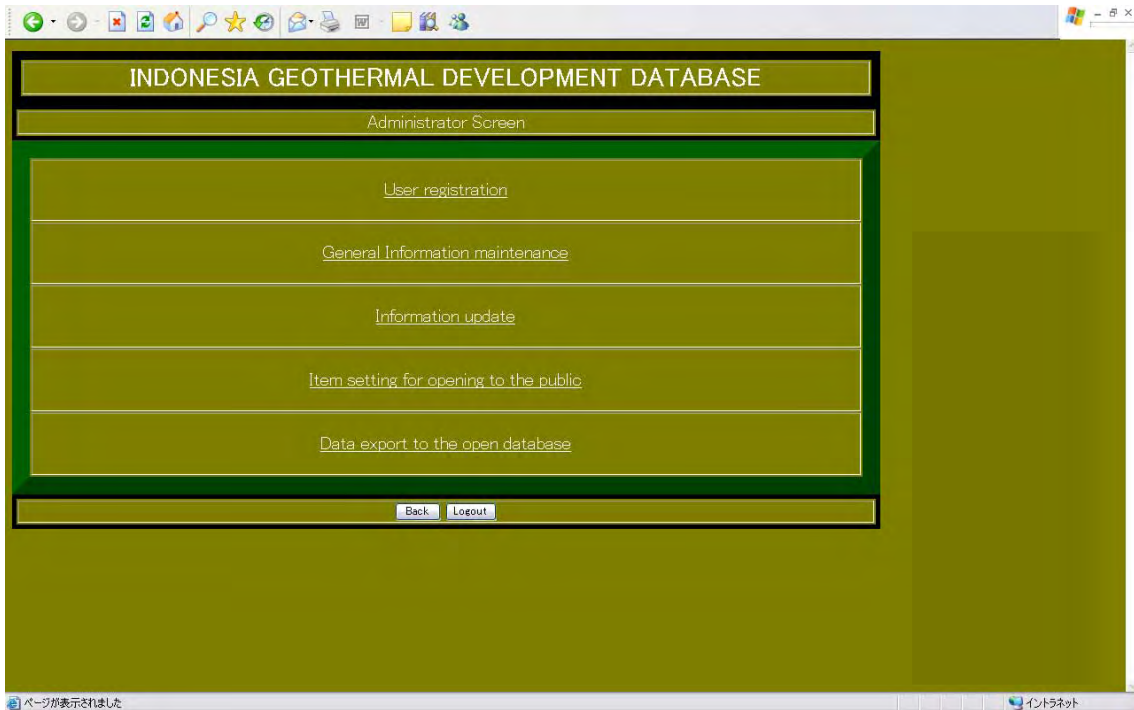 INDONESIA GEOTHERMAL DEVELOPMENT DATABASE
Administrator Screen
User registration
General Information maintenance
Information update
Item setting for opening to the public
Data export to the open database
Back Logout
ページが表示されました イントラネット